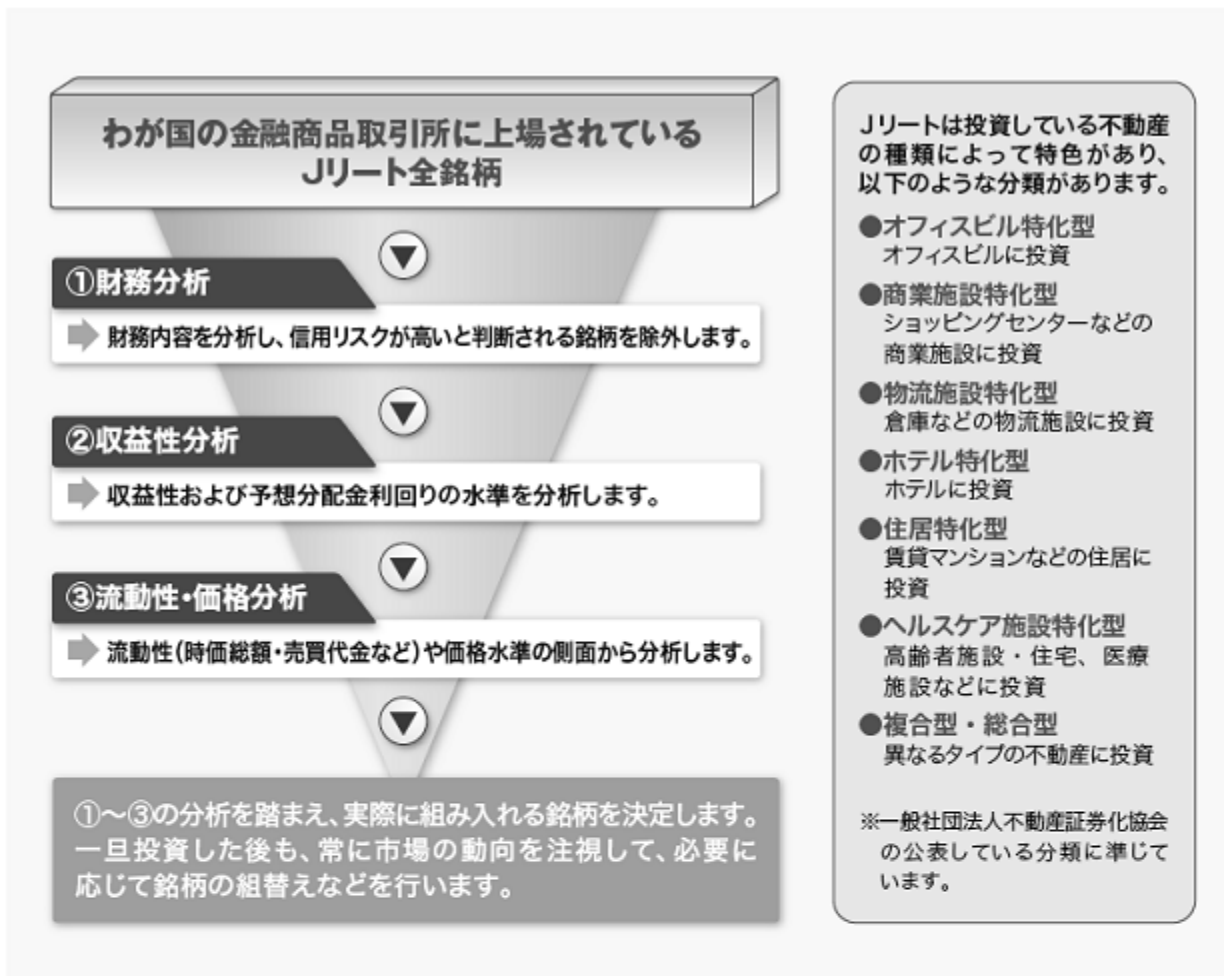 わが国の金融商品取引所に上場されている
Jリート全銘柄
▼
①財務分析
財務内容を分析し、信用リスクが高いと判断される銘柄を除外します。
▼
②収益性分析
収益性および予想分配金利回りの水準を分析します。
▼
③流動性・価格分析
流動性(時価総額・売買代金など)や価格水準の側面から分析します。
▼
①～③の分析を踏まえ、実際に組み入れる銘柄を決定します。
一旦投資した後も、常に市場の動向を注視して、必要に
応じて銘柄の組替えなどを行います。
Jリートは投資している不動産
の種類によって特色があり、
以下のような分類があります。
●オフィスビル特化型
オフィスビルに投資
●商業施設特化型
ショッピングセンターなどの
商業施設に投資
●物流施設特化型
倉庫などの物流施設に投資
●ホテル特化型
ホテルに投資
●住居特化型
賃貸マンションなどの住居に
投資
●ヘルスケア施設特化型
高齢者施設・住宅、医療
施設などに投資
●複合型・総合型
異なるタイプの不動産に投資
※一般社団法人不動産証券化協会
の公表している分類に準じて
います。